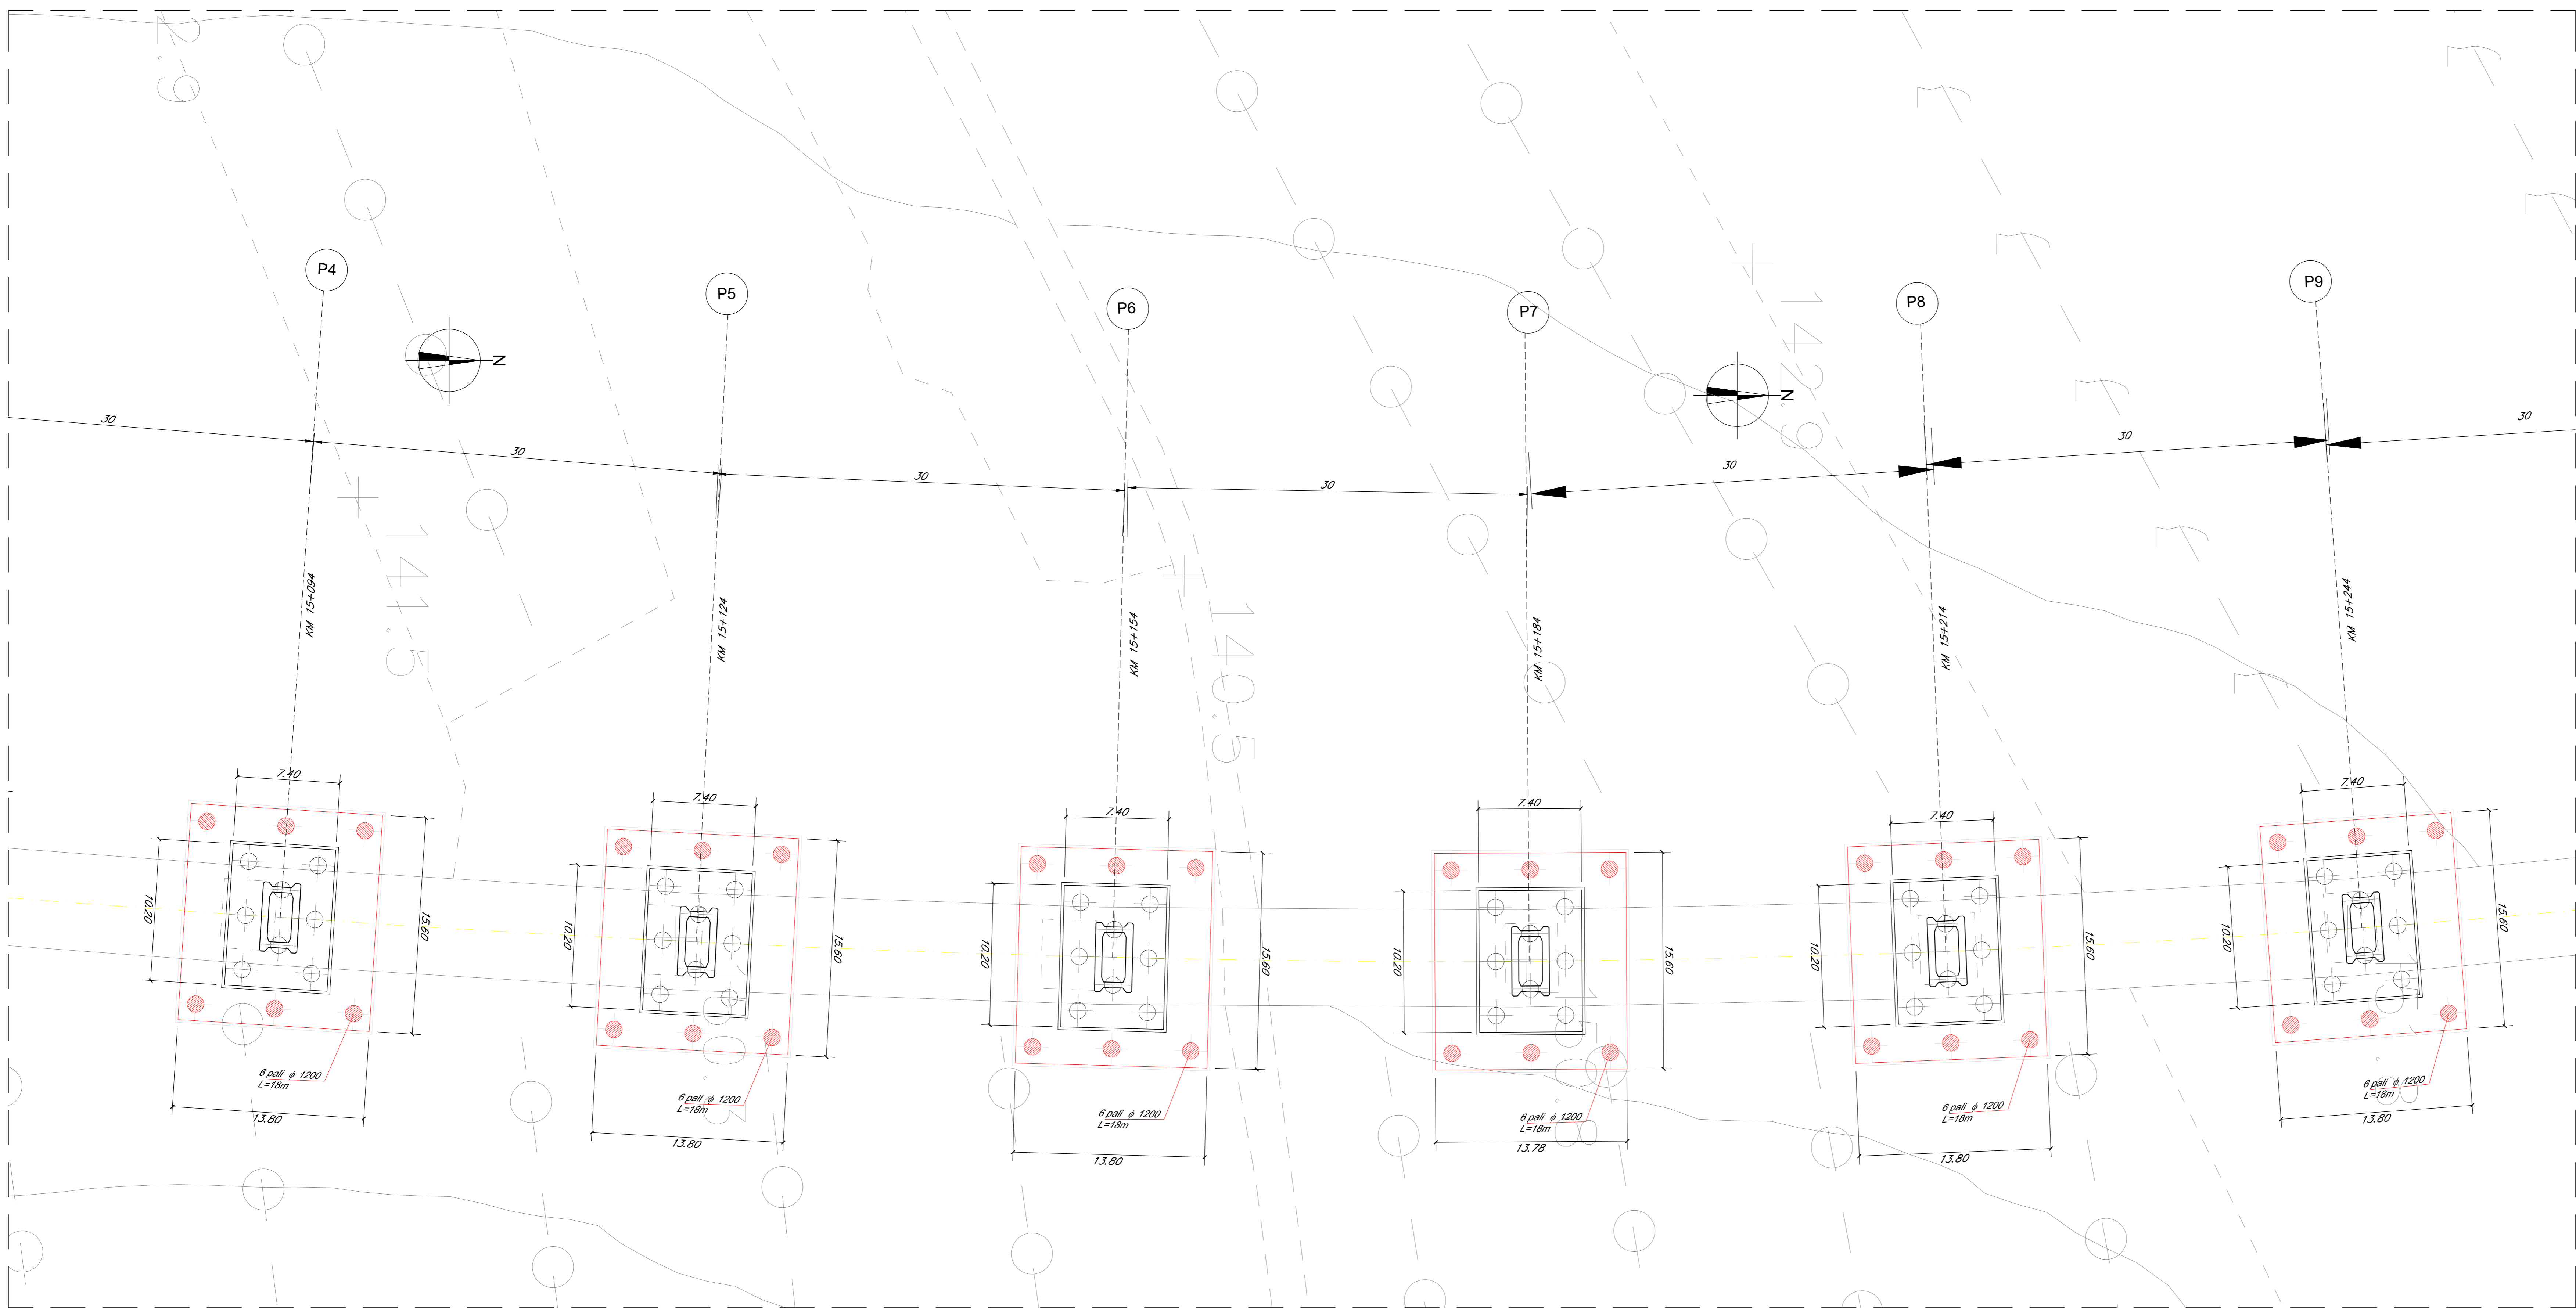 2.9
P4
P5
P6
P7
P8
P9
N
N
142.9
30
30
30
30
30
30
30
141.5
140.5
KM 15+094
KM 15+124
KM 15+154
KM 15+184
KM 15+214
KM 15+244
7.40
10.20
15.60
6 pali ϕ 1200
L=18m
13.80
7.40
10.20
15.60
6 pali ϕ 1200
L=18m
13.80
7.40
10.20
15.60
6 pali ϕ 1200
L=18m
13.80
7.40
10.20
15.60
6 pali ϕ 1200
L=18m
13.78
7.40
10.20
15.60
6 pali ϕ 1200
L=18m
13.80
7.40
10.20
15.60
6 pali ϕ 1200
L=18m
13.80